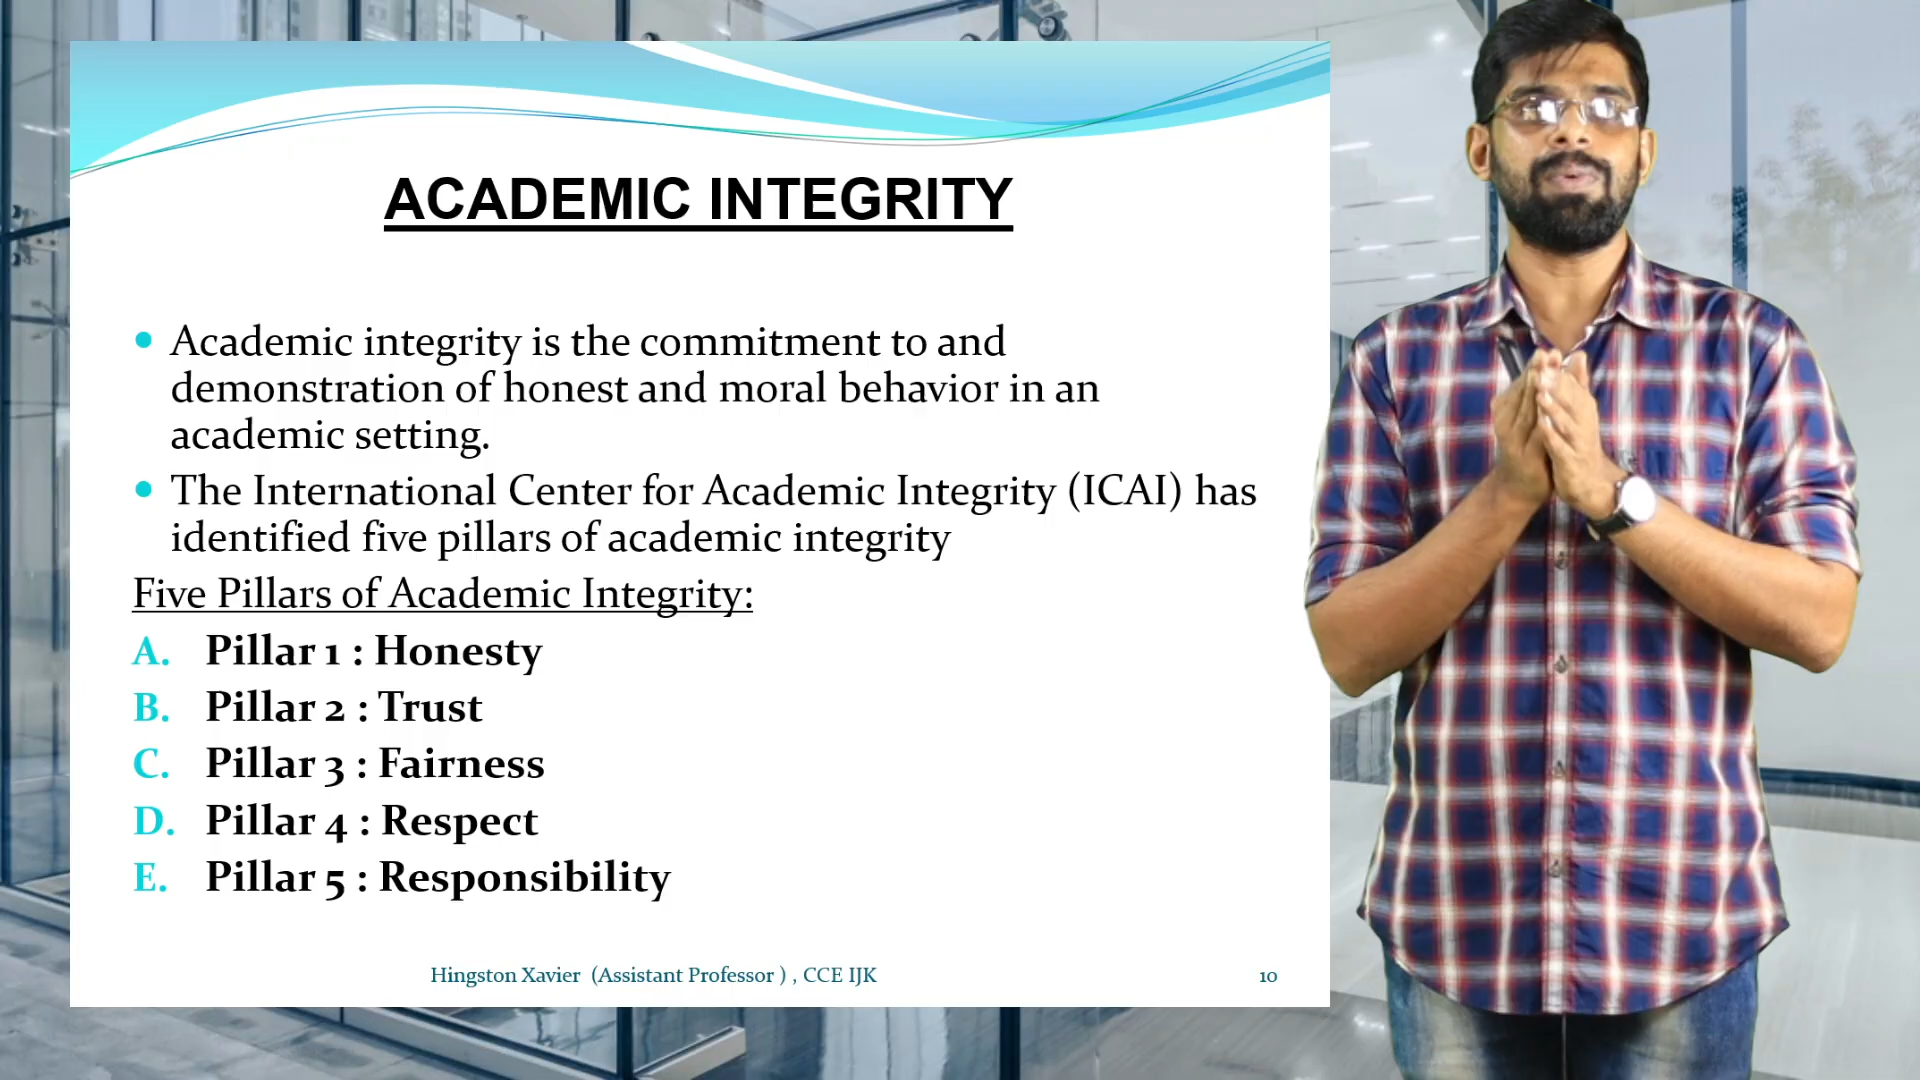 ACADEMIC INTEGRITY
Academic integrity is the commitment to and
demonstration of honest and moral behavior in an
academic setting.
The International Center for Academic Integrity (ICAI) has
identified five pillars of academic integrity
Five Pillars of Academic Integrity:
A. Pillar 1 : Honesty
B. Pillar 2 : Trust
C. Pillar 3 : Fairness
D. Pillar 4 : Respect
E. Pillar 5 : Responsibility
Hingston Xavier (Assistant Professor ) , CCE IJK 10